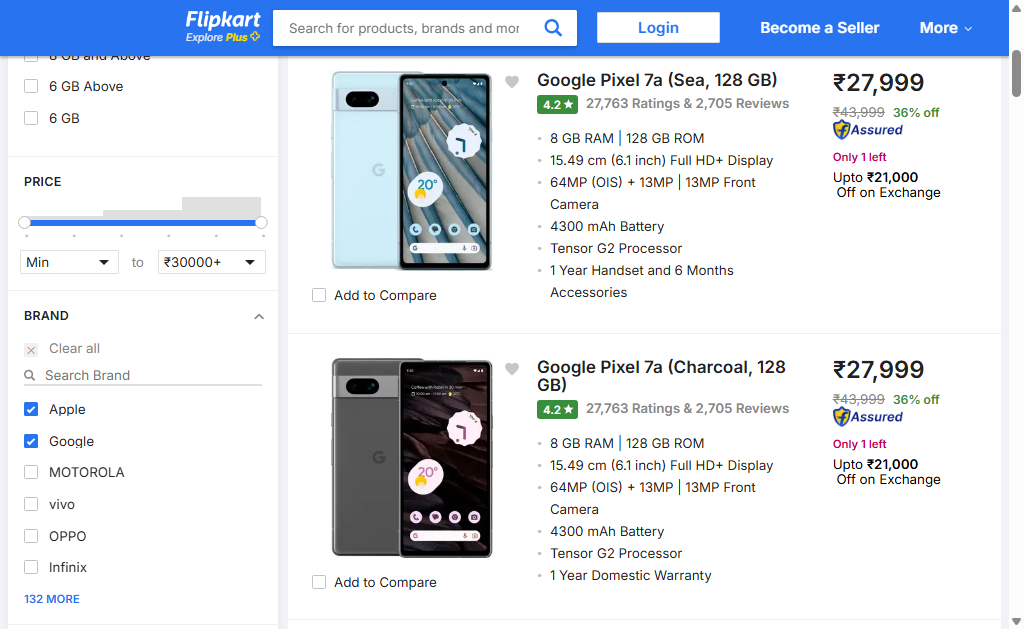 Flipkart
Explore Plus
Search for products, brands and mor
Login
Become a Seller
More
8 GB and Above
6 GB Above
6 GB
PRICE
Min
to
₹30000+
BRAND
Clear all
Search Brand
Apple
Google
MOTOROLA
vivo
OPPO
Infinix
132 MORE
20°
Add to Compare
Google Pixel 7a (Sea, 128 GB)
4.2★ 27,763 Ratings & 2,705 Reviews
8 GB RAM | 128 GB ROM
15.49 cm (6.1 inch) Full HD+ Display
64MP (OIS) + 13MP | 13MP Front
Camera
4300 mAh Battery
Tensor G2 Processor
1 Year Handset and 6 Months
Accessories
₹27,999
₹43,999 36% off
Assured
Only 1 left
Upto ₹21,000
Off on Exchange
20°
Add to Compare
Google Pixel 7a (Charcoal, 128
GB)
4.2★ 27,763 Ratings & 2,705 Reviews
8 GB RAM | 128 GB ROM
15.49 cm (6.1 inch) Full HD+ Display
64MP (OIS) + 13MP | 13MP Front
Camera
4300 mAh Battery
Tensor G2 Processor
1 Year Domestic Warranty
₹27,999
₹43,999 36% off
Assured
Only 1 left
Upto ₹21,000
Off on Exchange